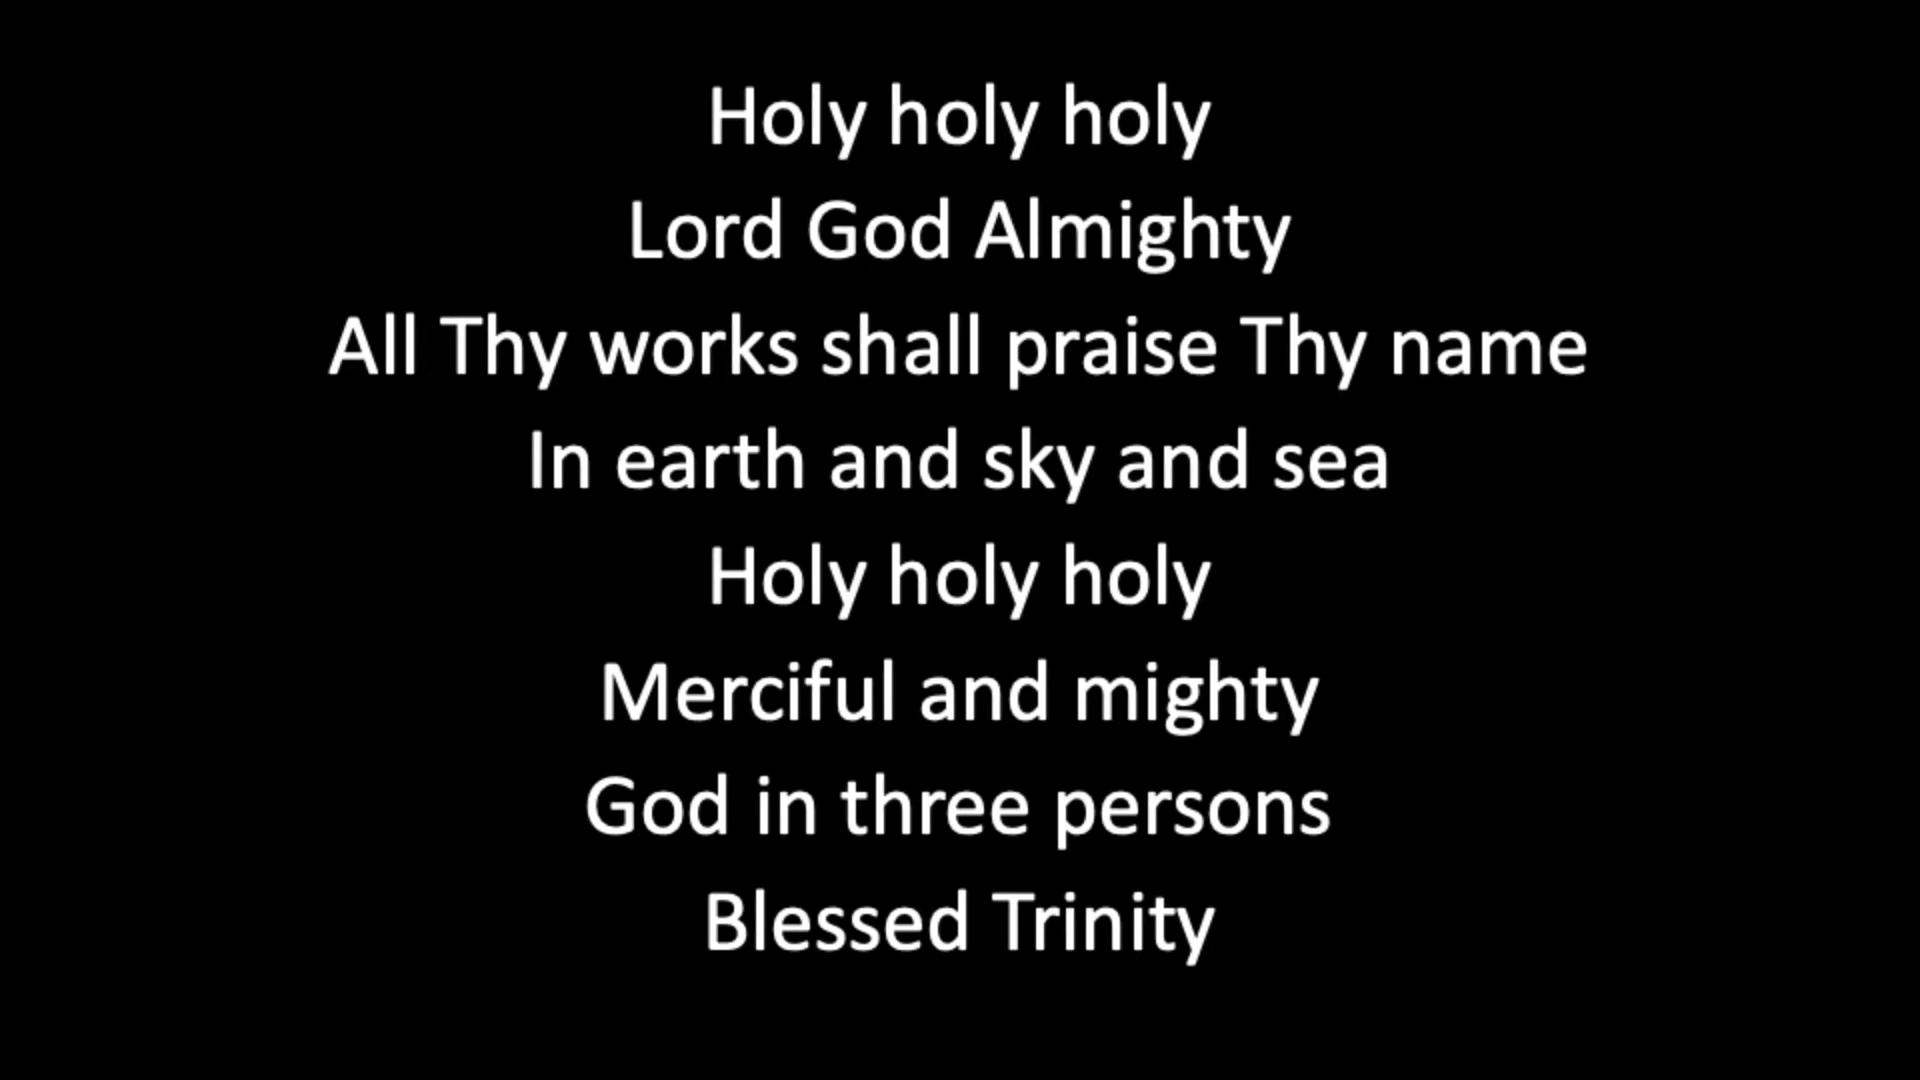 Holy holy holy
Lord God Almighty
All Thy works shall praise Thy name
In earth and sky and sea
Holy holy holy
Merciful and mighty
God in three persons
Blessed Trinity